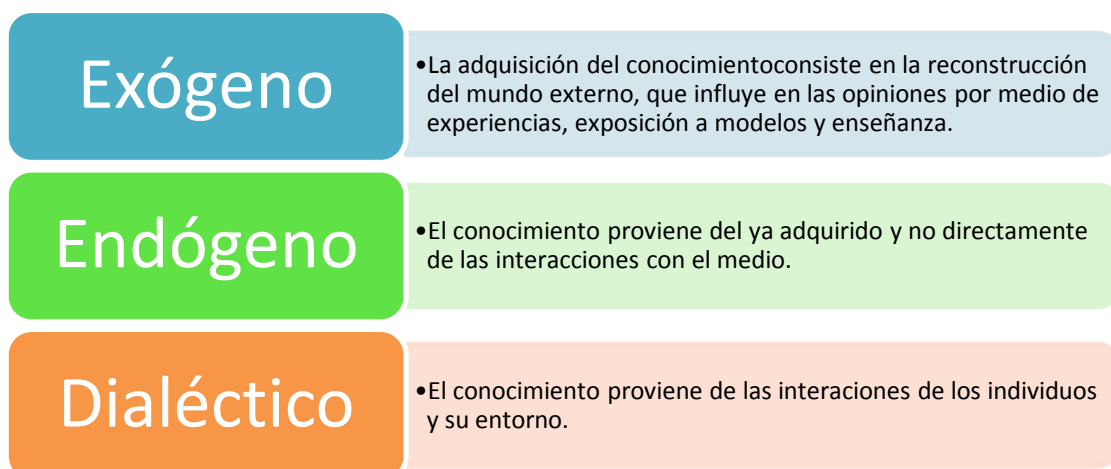 Exógeno
•La adquisición del conocimientoconsiste en la reconstrucción
del mundo externo, que influye en las opiniones por medio de
experiencias, exposición a modelos y enseñanza.
Endógeno
•El conocimiento proviene del ya adquirido y no directamente
de las interacciones con el medio.
Dialéctico
•El conocimiento proviene de las interaciones de los individuos
y su entorno.